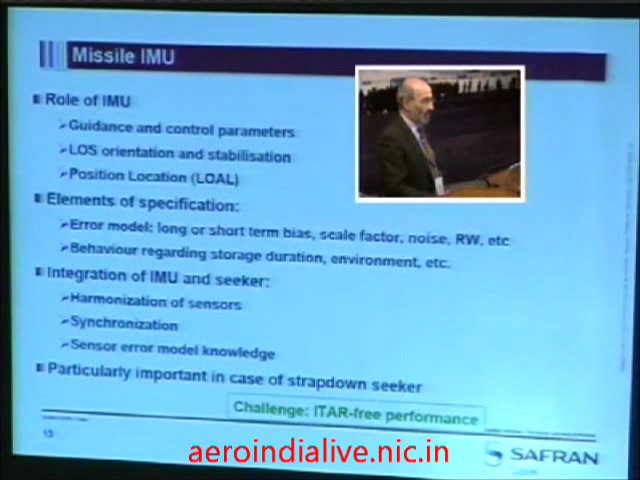 Missile IMU
Role of IMU
Guidance and control parameters
LOS orientation and stabilisation
Position Location (LOAL)
Elements of specification:
Error model: long or short term bias, scale factor, noise, RW, etc
Behaviour regarding storage duration, environment, etc.
Integration of IMU and seeker:
Harmonization of sensors
Synchronization
Sensor error model knowledge
Particularly important in case of strapdown seeker
Challenge: ITAR-free performance
13
SAFRAN
aeroindialive.nic.in